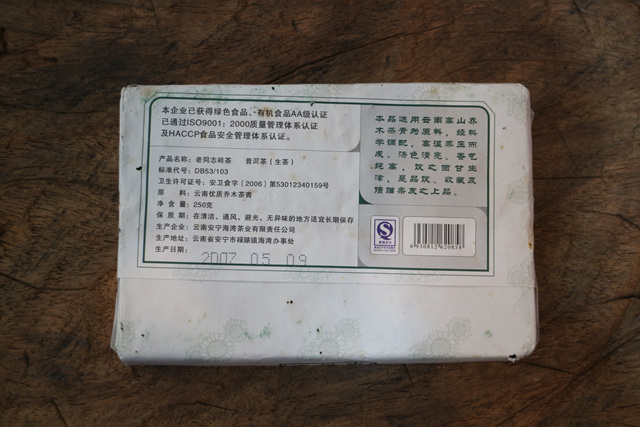 本企业已获得绿色食品、有机食品AA级认证
已通过ISO9001：2000质量管理体系认证
及HACCP食品安全管理体系认证。
产品名称：老同志砖茶　普洱茶（生茶）
标准代号：DB53/103
卫生许可证号：安卫食字［2006］第53012340159号
原　　料：云南优质乔木茶青
净 含 量：250克
保 质 期：在清洁、通风、避光、无异味的地方适宜长期保存
生产企业：云南安宁海湾茶业有限责任公司
生产地址：云南省安宁市禄脿镇海湾办事处
生产日期：
2007 05 09
本品选用云南高山乔
木茶青为原料，经科
学调配，高温蒸压而
成。汤色清亮、香气
纯高，饮之回甘生
津，是品饮、收藏及
馈赠亲友之上品。
6930812620838